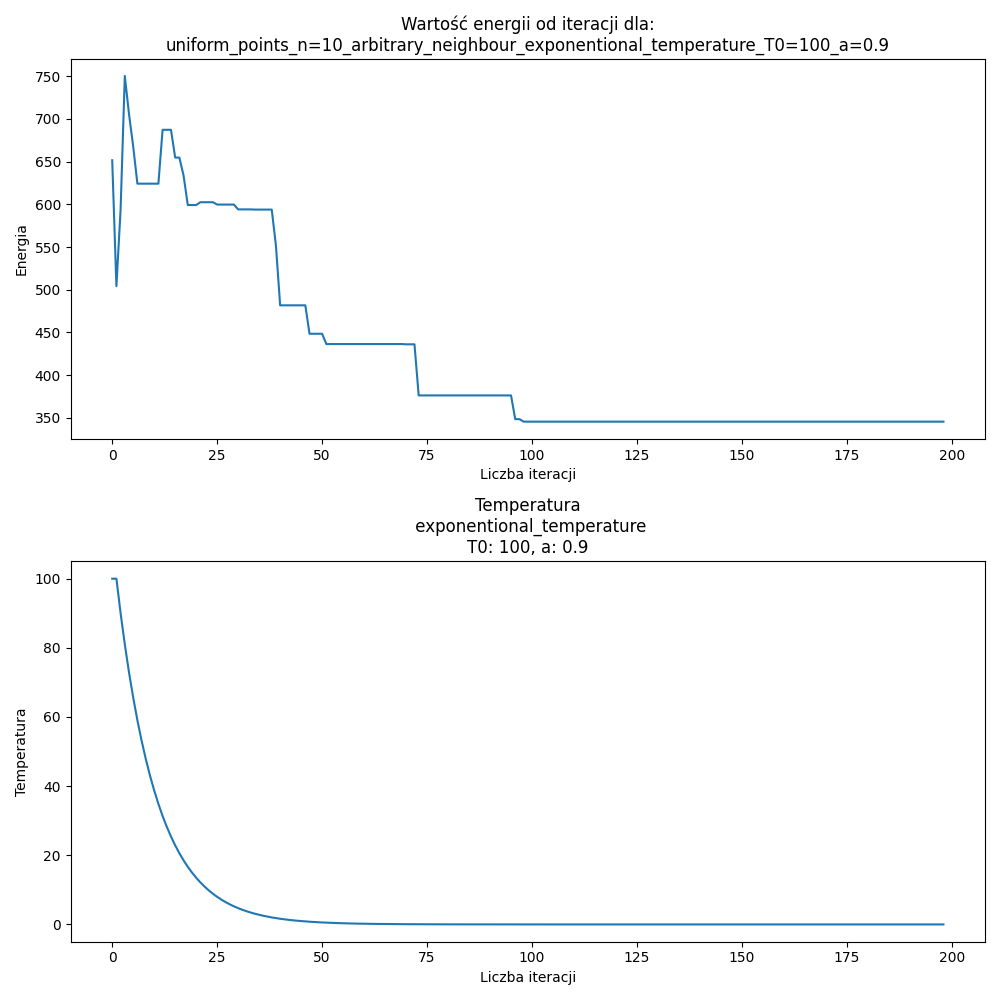 Wartość energii od iteracji dla:
uniform_points_n=10_arbitrary_neighbour_exponentional_temperature_T0=100_a=0.9
750
700
650
600
550
500
450
400
350
Energia
0 25 50 75 100 125 150 175 200
Liczba iteracji
Temperatura
exponentional_temperature
T0: 100, a: 0.9
100
80
60
40
20
0
Temperatura
0 25 50 75 100 125 150 175 200
Liczba iteracji